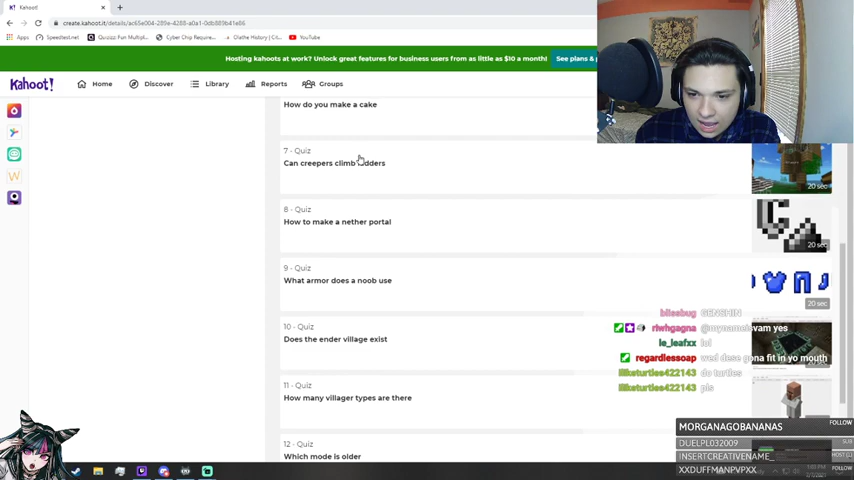 Kahoot!
create.kahoot.it/details/ac65e004-289e-4288-a0a1-0db889b41e86
Apps
Speedtest.net
Quizizz: Fun Multipl...
Cyber Chip Require...
Olathe History (
YouTube
Hosting kahoots at work? Unlock great features for business users from as little as $10 a month!
See plans &
Kahoot!
Home
Discover
Library
Reports
Groups
How do you make a cake
7 - Quiz
Can creepers climb ladders
20 sec
8 - Quiz
How to make a nether portal
20 sec
9 - Quiz
What armor does a noob use
20 sec
blissbug GENSHIN
10 - Quiz
riwhgagna @mynameisvam yes
Does the ender village exist
le_leafxx lol
regardlessoap wed dese gona fit in yo mouth
iliketurtles422143 do turtles
11 - Quiz
iliketurtles422143 pls
How many villager types are there
MORGANAGOBANANAS
FOLLOW
12 - Quiz
DUELPL032009
SUB
Which mode is older
INSERTCREATIVENAME_
XXDUFFMANPVPXX
FOLLOW